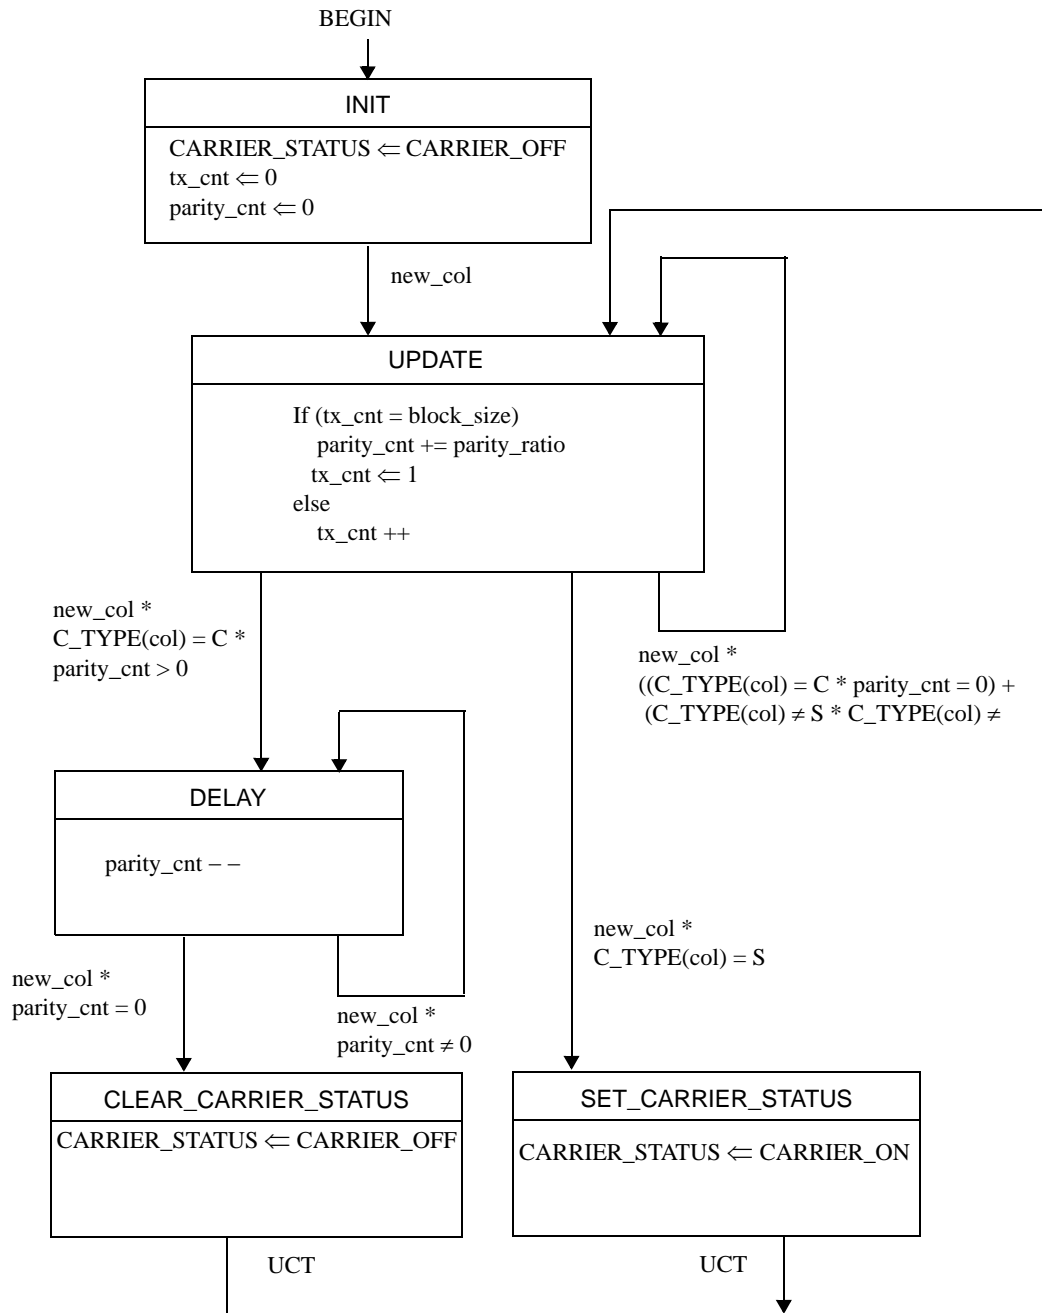 BEGIN
INIT
CARRIER_STATUS ⇐ CARRIER_OFF
tx_cnt ⇐ 0
parity_cnt ⇐ 0
new_col
UPDATE
If (tx_cnt = block_size)
parity_cnt += parity_ratio
tx_cnt ⇐ 1
else
tx_cnt ++
new_col *
C_TYPE(col) = C *
parity_cnt > 0
new_col *
((C_TYPE(col) = C * parity_cnt = 0) +
(C_TYPE(col) ≠ S * C_TYPE(col) ≠
DELAY
parity_cnt − −
new_col *
C_TYPE(col) = S
new_col *
parity_cnt = 0
new_col *
parity_cnt ≠ 0
CLEAR_CARRIER_STATUS
CARRIER_STATUS ⇐ CARRIER_OFF
SET_CARRIER_STATUS
CARRIER_STATUS ⇐ CARRIER_ON
UCT
UCT